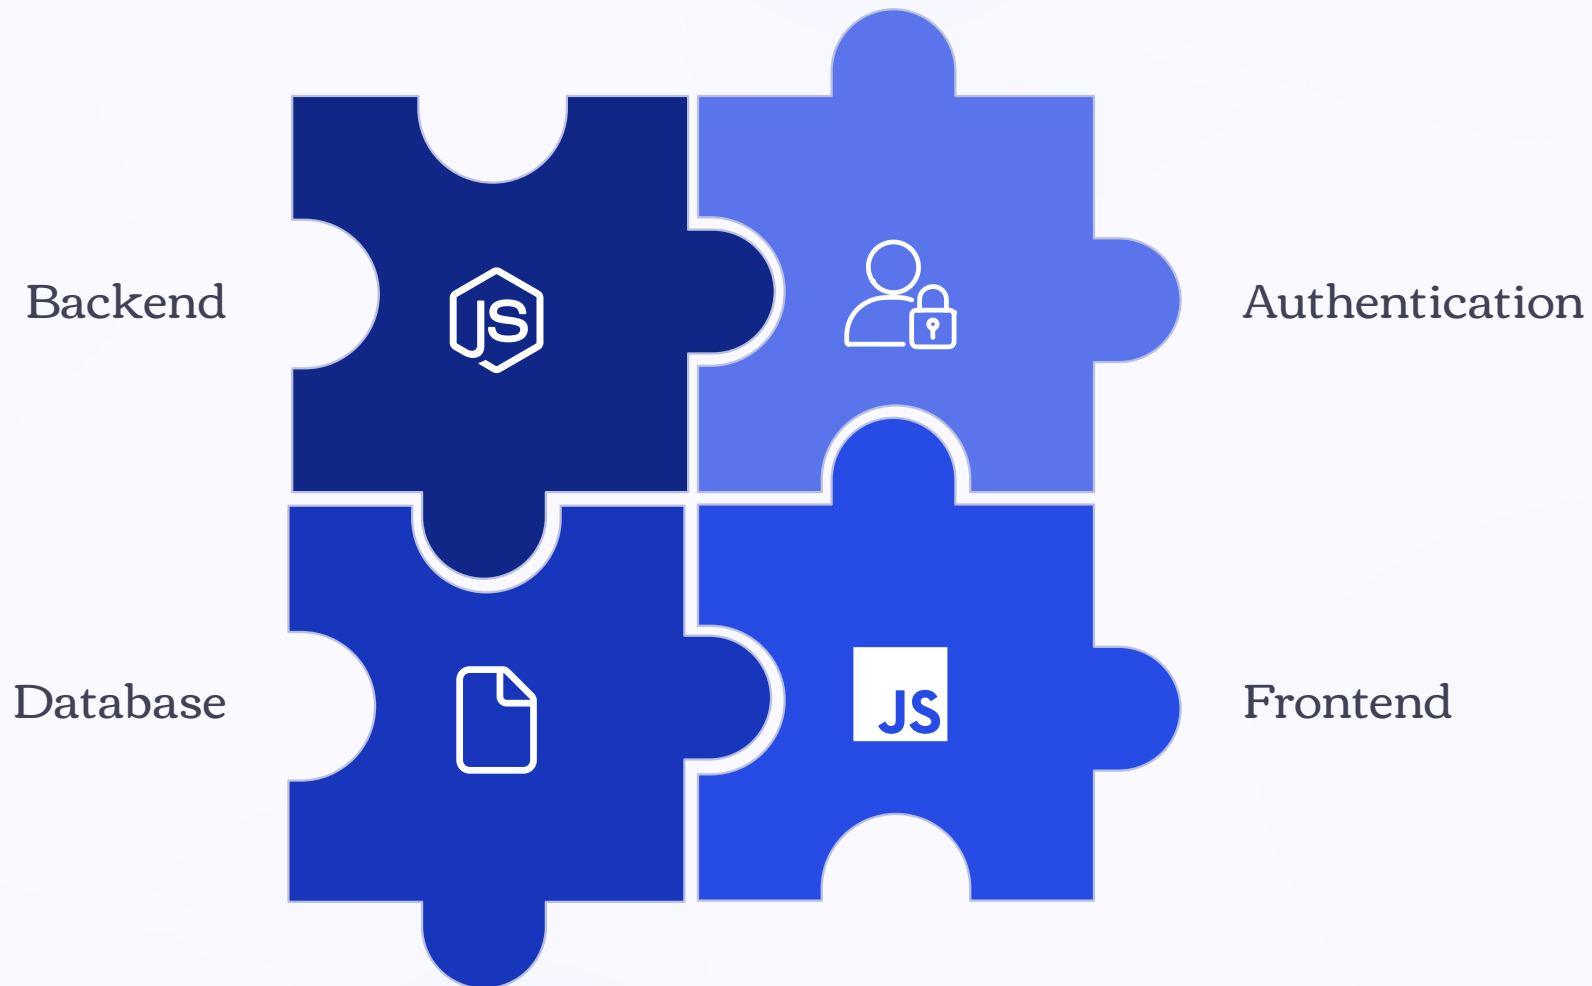 Backend
JS
Authentication
Database
JS
Frontend